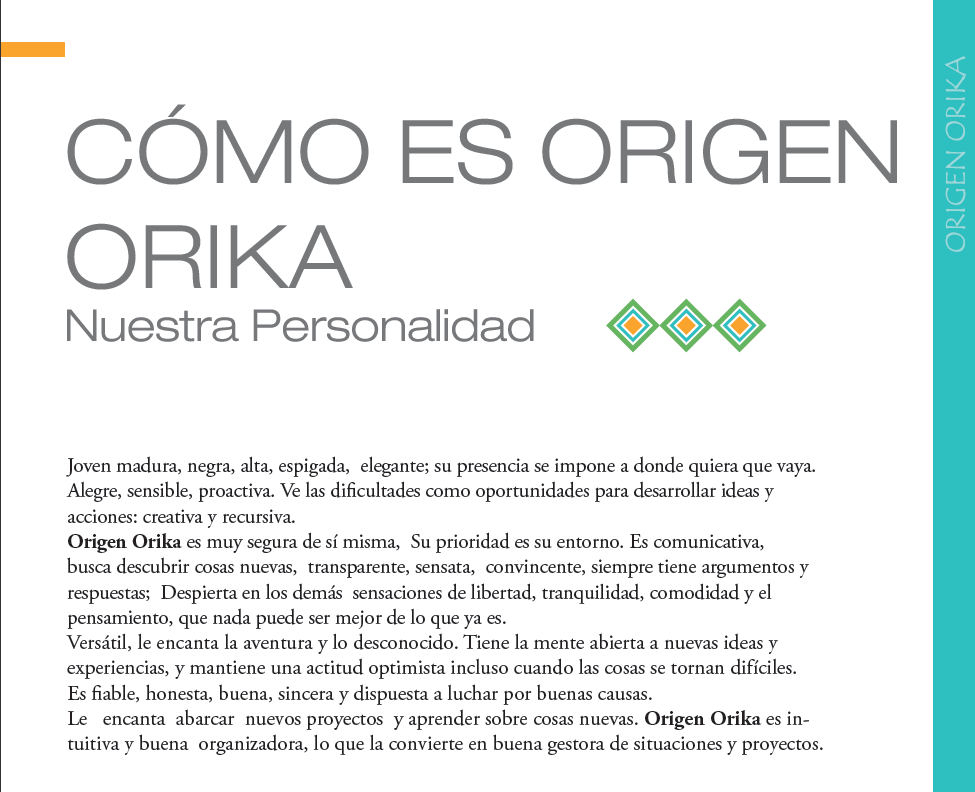 CÓMO ES ORIGEN
ORIKA
Nuestra Personalidad
Joven madura, negra, alta, espigada,  elegante; su presencia se impone a donde quiera que vaya.
Alegre, sensible, proactiva. Ve las dificultades como oportunidades para desarrollar ideas y
acciones: creativa y recursiva.
Origen Orika es muy segura de sí misma,  Su prioridad es su entorno. Es comunicativa,
busca descubrir cosas nuevas,  transparente, sensata,  convincente, siempre tiene argumentos y
respuestas;  Despierta en los demás  sensaciones de libertad, tranquilidad, comodidad y el
pensamiento, que nada puede ser mejor de lo que ya es.
Versátil, le encanta la aventura y lo desconocido. Tiene la mente abierta a nuevas ideas y
experiencias, y mantiene una actitud optimista incluso cuando las cosas se tornan difíciles.
Es fiable, honesta, buena, sincera y dispuesta a luchar por buenas causas.
Le   encanta  abarcar  nuevos proyectos  y aprender sobre cosas nuevas. Origen Orika es in-
tuitiva y buena  organizadora, lo que la convierte en buena gestora de situaciones y proyectos.
ORIGEN ORIKA